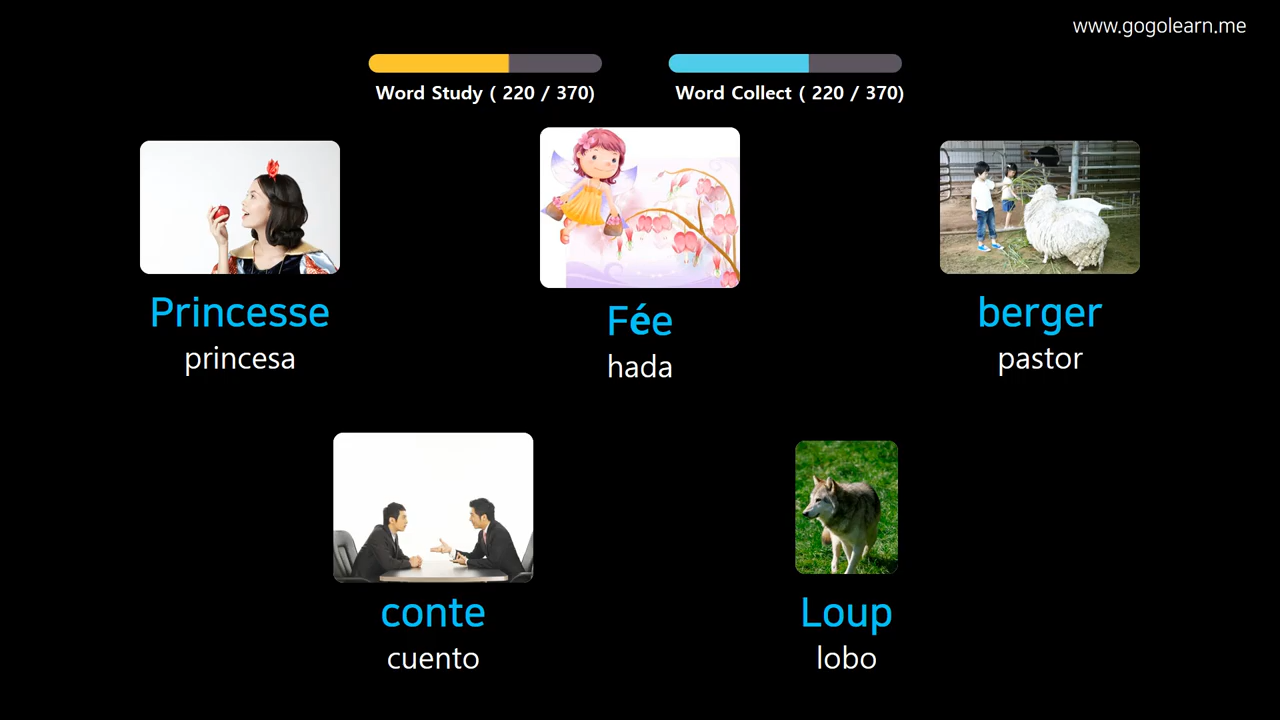 www.gogolearn.me
Word Study ( 220 / 370)
Word Collect ( 220 / 370)
Princesse
princesa
Fée
hada
berger
pastor
conte
cuento
Loup
lobo